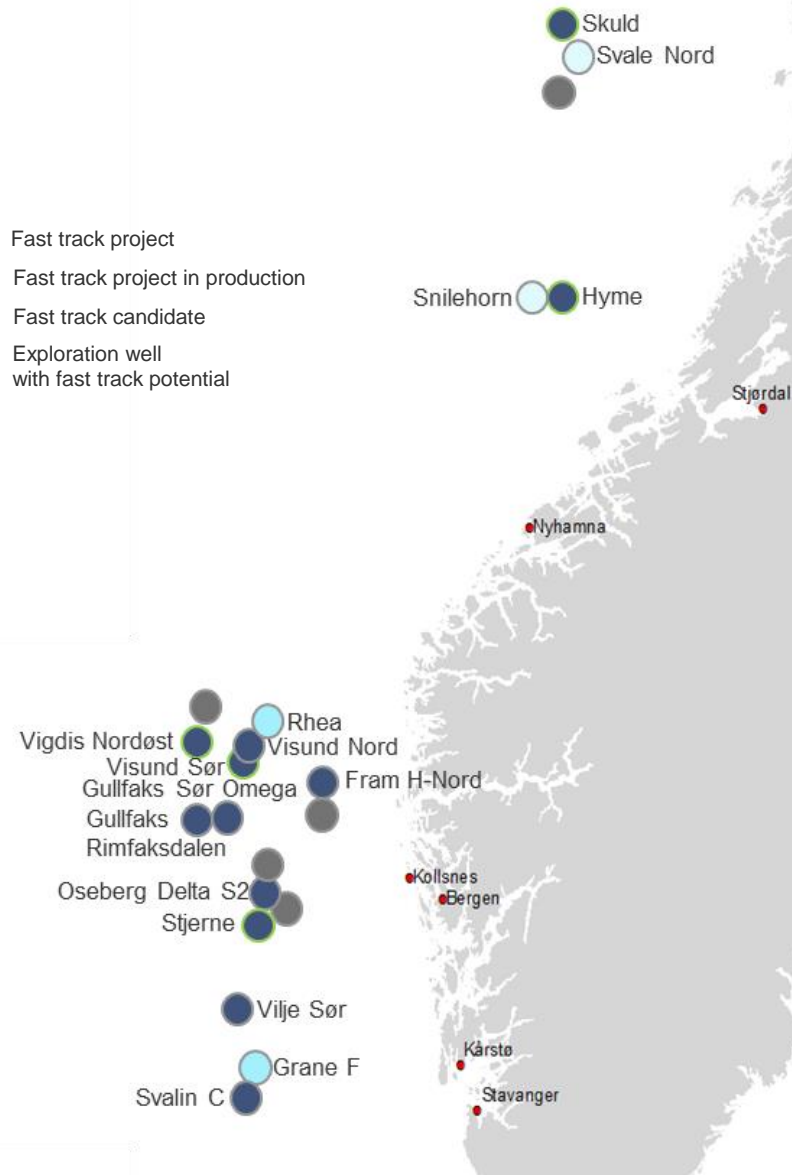 Skuld
Svale Nord
Fast track project
Fast track project in production
Fast track candidate
Exploration well
with fast track potential
Snilehorn
Hyme
Stjørdal
Nyhamna
Rhea
Vigdis Nordøst
Visund Nord
Visund Sør
Fram H-Nord
Gullfaks Sør Omega
Gullfaks
Rimfaksdalen
Kollsnes
Oseberg Delta S2
Bergen
Stjerne
Vilje Sør
Kårstø
Grane F
Svalin C
Stavanger